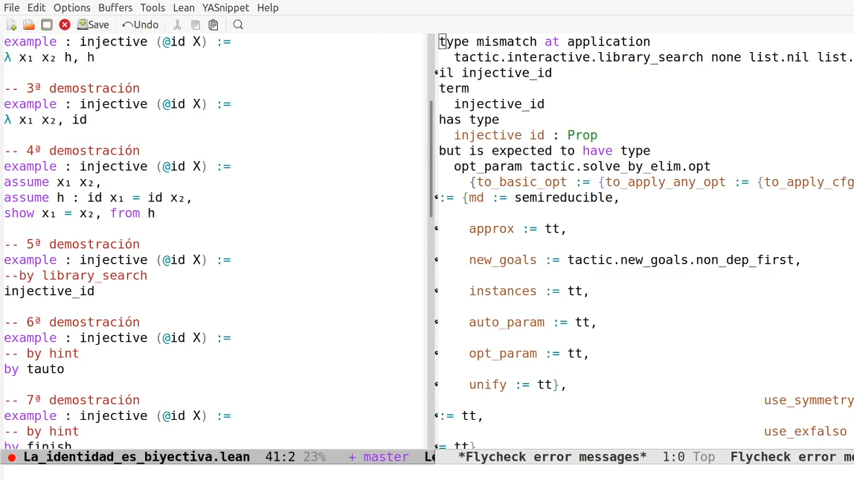 File Edit Options Buffers Tools Lean YASnippet Help
Save Undo
example : injective (@id X) :=
λ x₁ x₂ h, h
-- 3ª demostración
example : injective (@id X) :=
λ x₁ x₂, id
-- 4ª demostración
example : injective (@id X) :=
assume x₁ x₂,
assume h : id x₁ = id x₂,
show x₁ = x₂, from h
-- 5ª demostración
example : injective (@id X) :=
--by library_search
injective_id
-- 6ª demostración
example : injective (@id X) :=
-- by hint
by tauto
-- 7ª demostración
example : injective (@id X) :=
-- by hint
by finish
La_identidad_es_biyectiva.lean 41:2 23% + master Le
type mismatch at application
tactic.interactive.library_search none list.nil list.
il injective_id
term
injective_id
has type
injective id : Prop
but is expected to have type
opt_param tactic.solve_by_elim.opt
{to_basic_opt := {to_apply_any_opt := {to_apply_cfg
:= {md := semireducible,
approx := tt,
new_goals := tactic.new_goals.non_dep_first,
instances := tt,
auto_param := tt,
opt_param := tt,
unify := tt},
use_symmetry
:= tt,
use_exfalso
:= tt}
*Flycheck error messages* 1:0 Top Flycheck error me